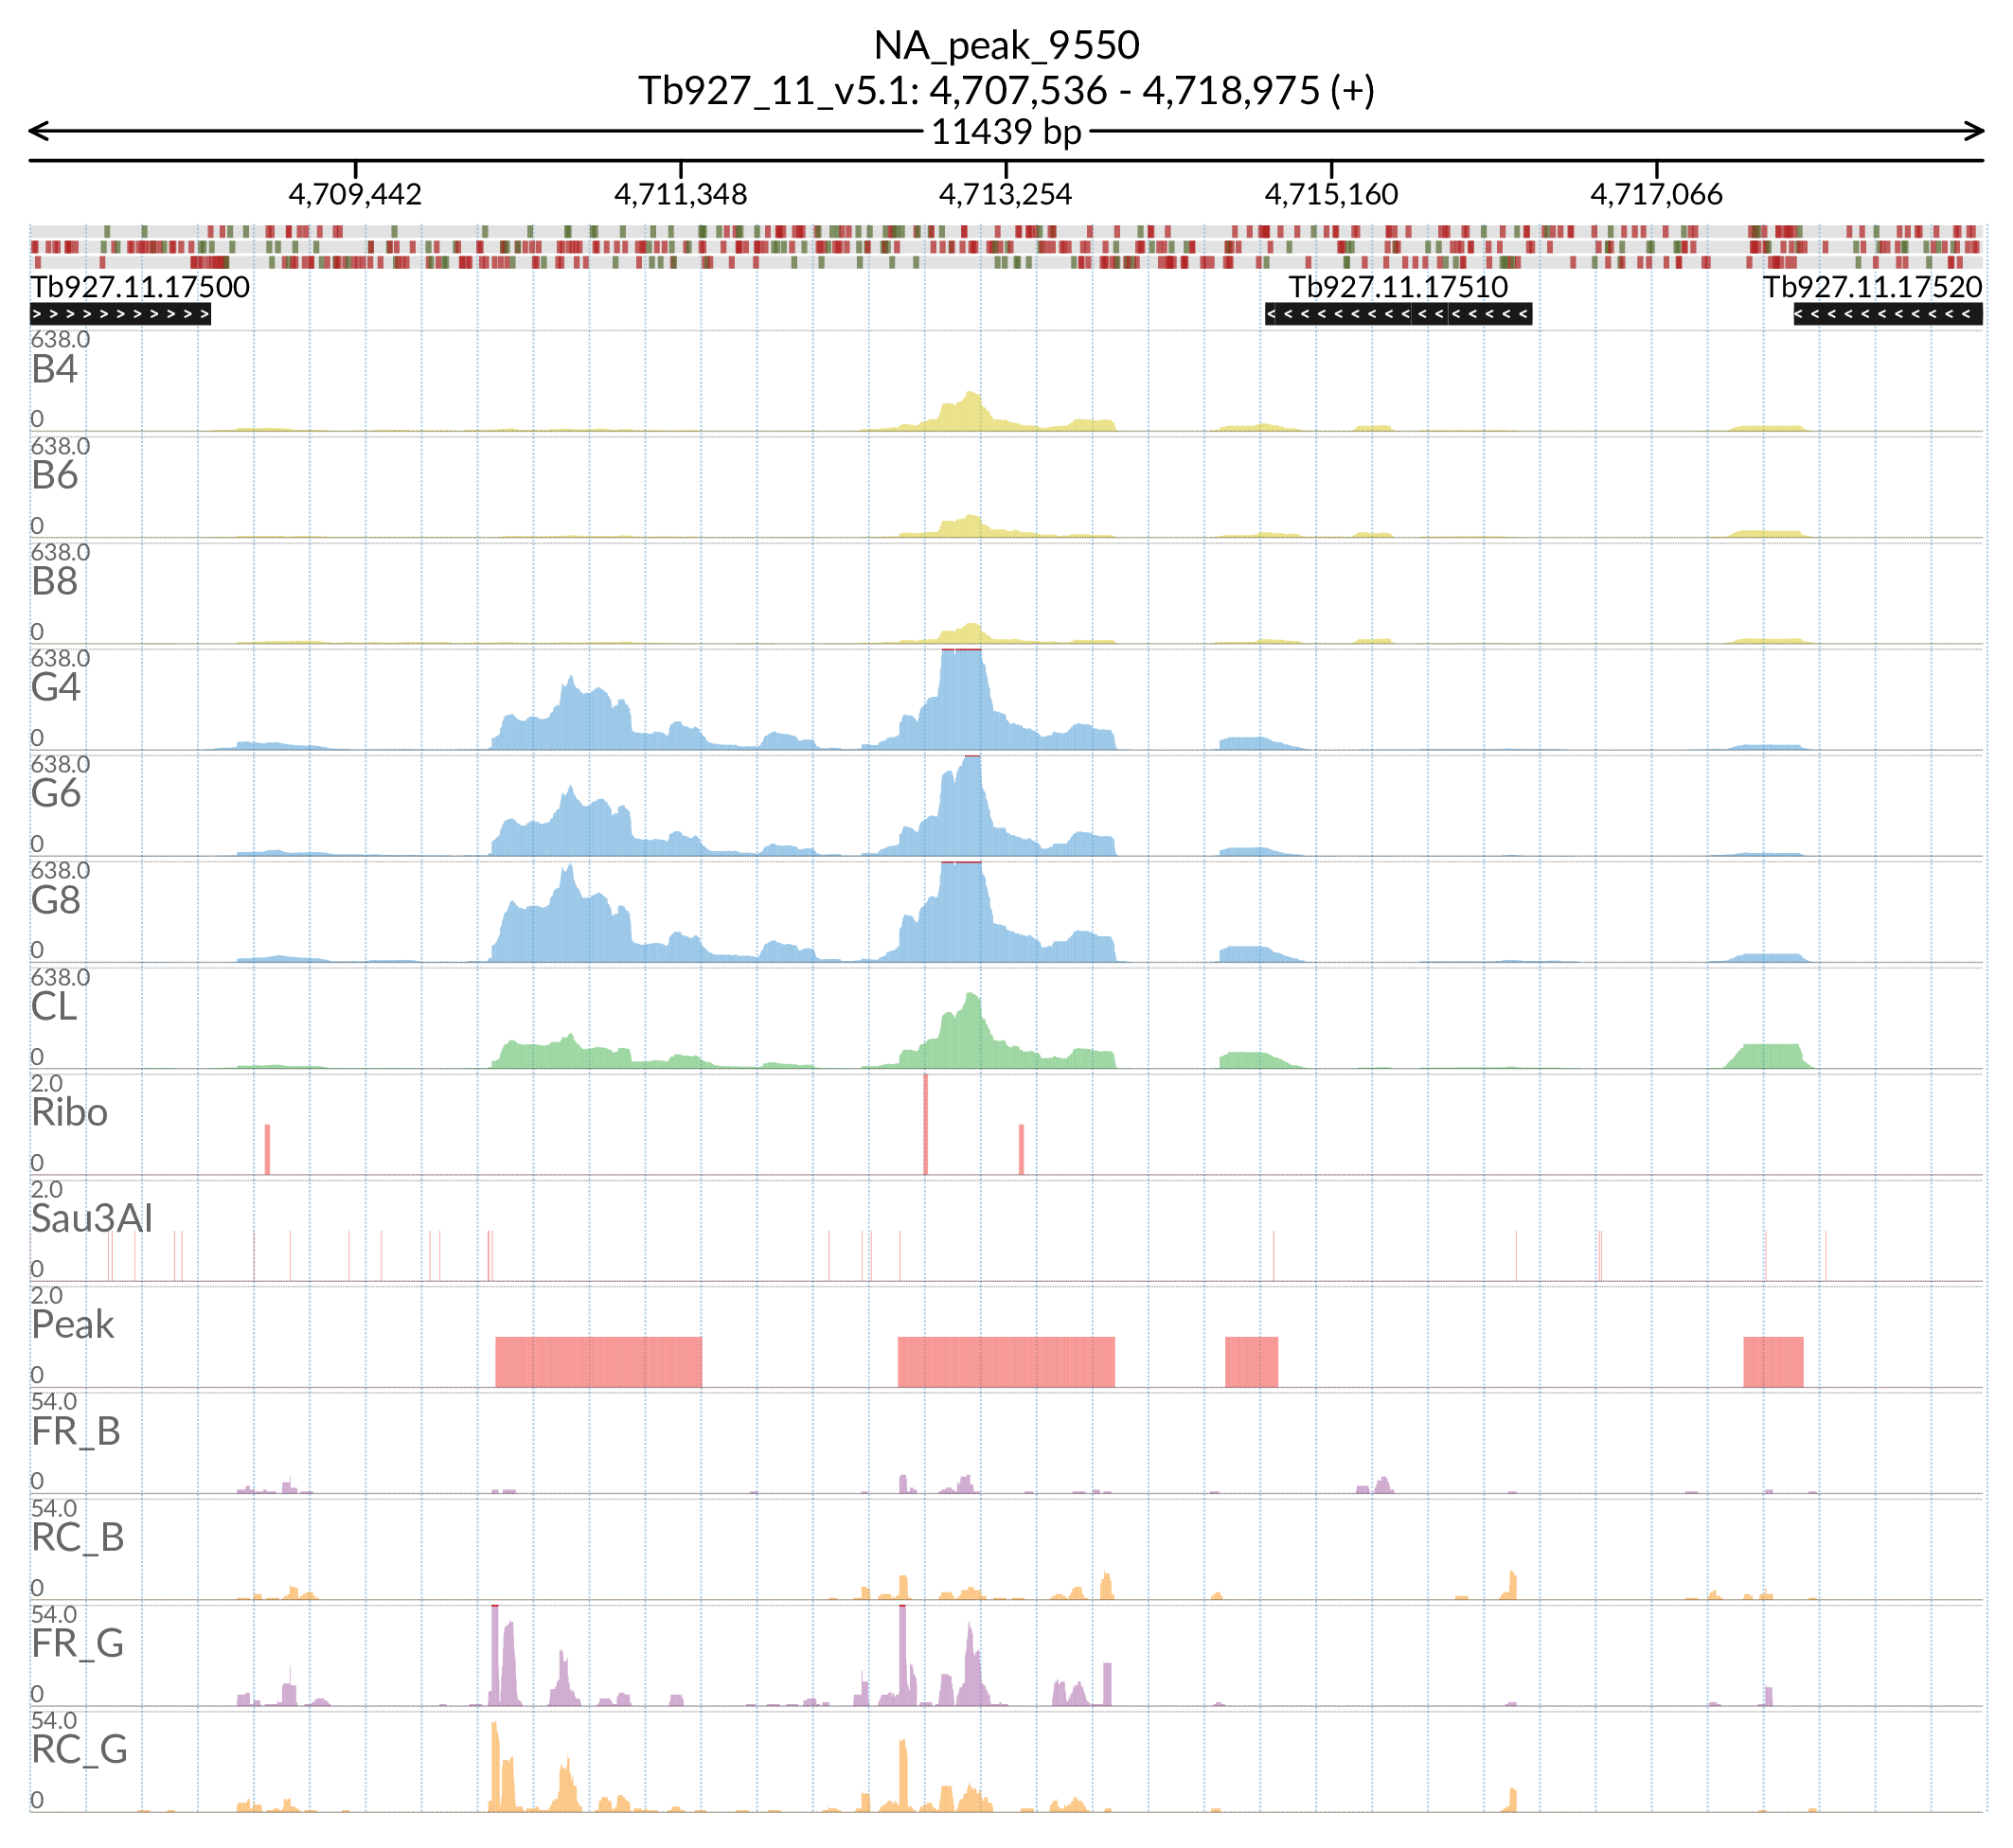 NA_peak_9550
Tb927_11_v5.1: 4,707,536 - 4,718,975 (+)
11439 bp
4,709,442 4,711,348 4,713,254 4,715,160 4,717,066
Tb927.11.17500 Tb927.11.17510 Tb927.11.17520
638.0
B4
0
638.0
B6
0
638.0
B8
0
638.0
G4
0
638.0
G6
0
638.0
G8
0
638.0
CL
0
2.0
Ribo
0
2.0
Sau3AI
0
2.0
Peak
0
54.0
FR_B
0
54.0
RC_B
0
54.0
FR_G
0
54.0
RC_G
0